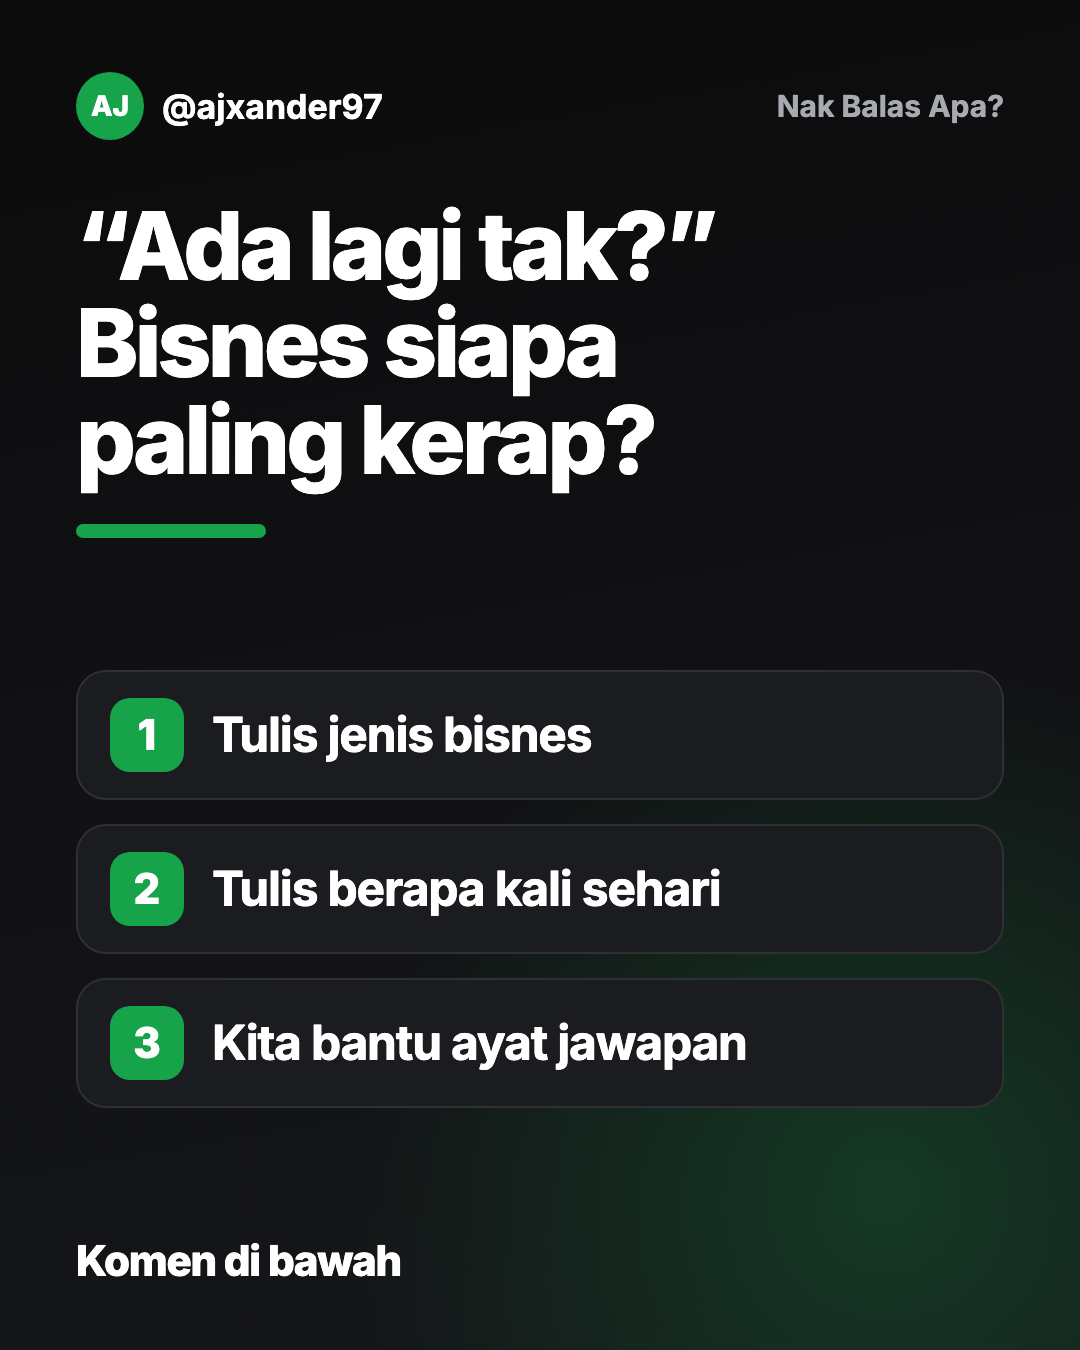 AJ @ajxander97
Nak Balas Apa?
“Ada lagi tak?”
Bisnes siapa
paling kerap?
1 Tulis jenis bisnes
2 Tulis berapa kali sehari
3 Kita bantu ayat jawapan
Komen di bawah